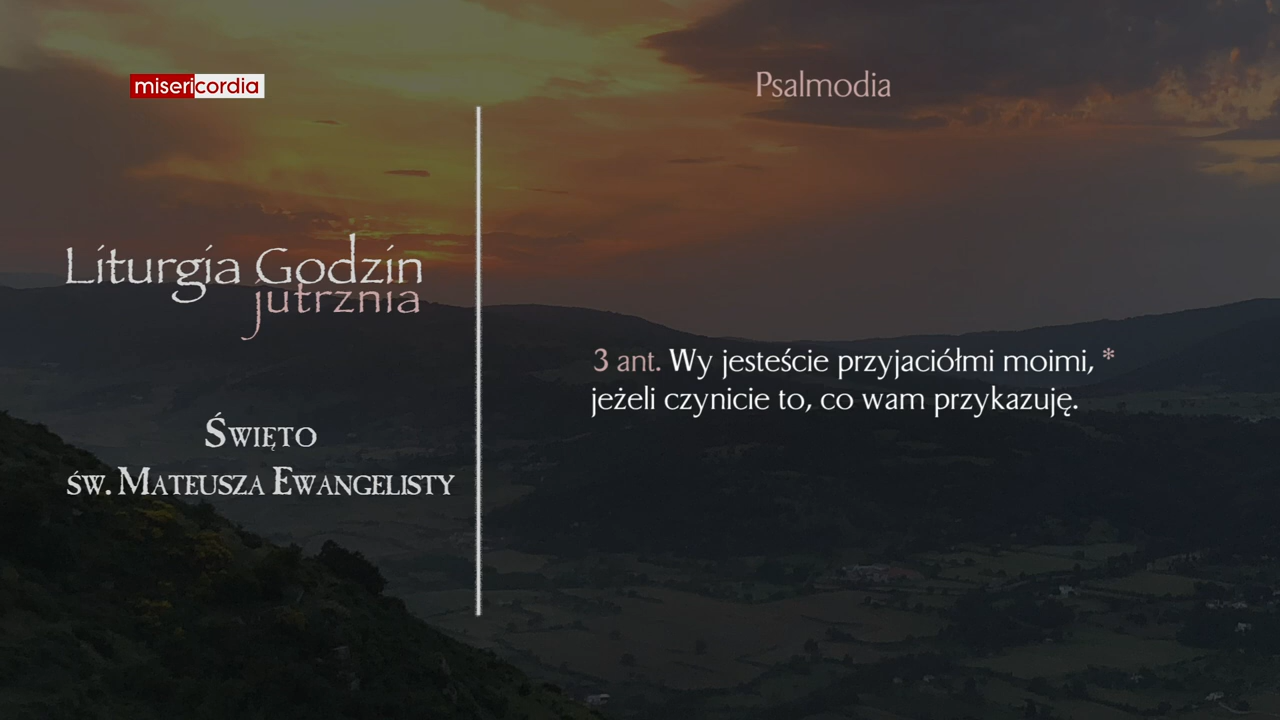 misericordia
Psalmodia
Liturgia Godzin
jutrznia
Święto
św. Mateusza Ewangelisty
3 ant. Wy jesteście przyjaciółmi moimi, *
jeżeli czynicie to, co wam przykazuję.